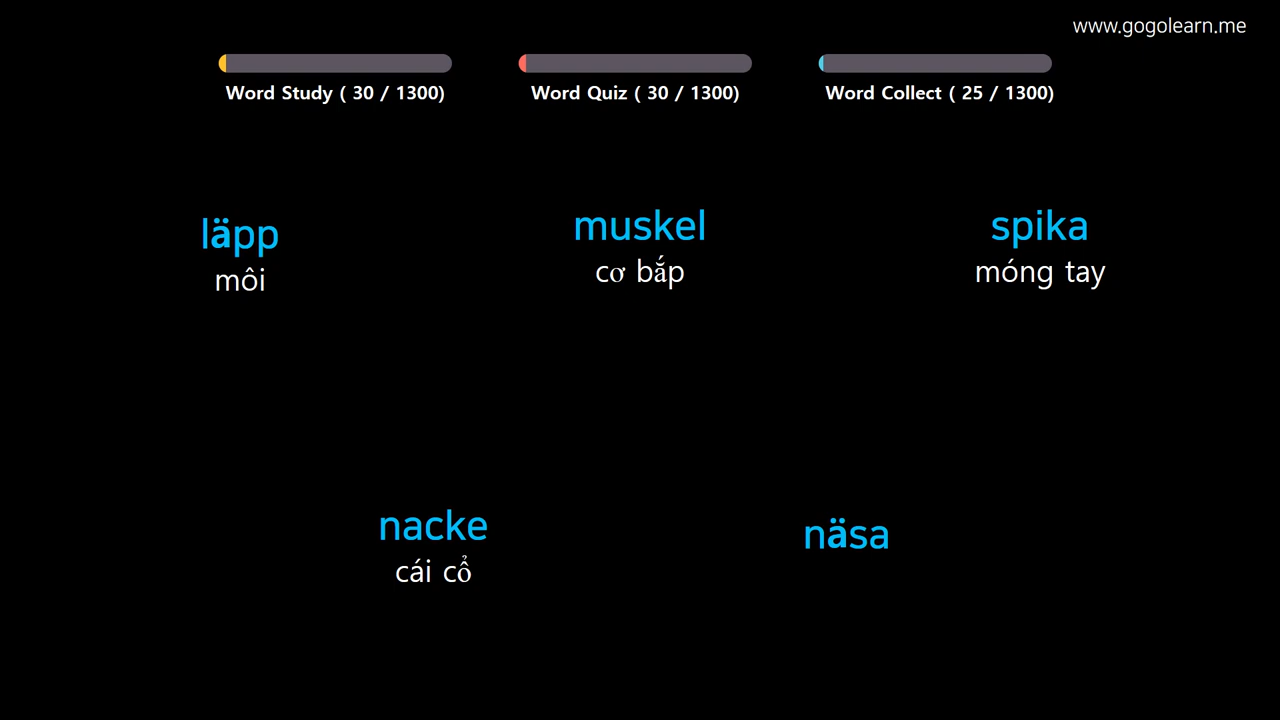 www.gogolearn.me
Word Study ( 30 / 1300)
Word Quiz ( 30 / 1300)
Word Collect ( 25 / 1300)
läpp
môi
muskel
cơ bắp
spika
móng tay
nacke
cái cổ
näsa